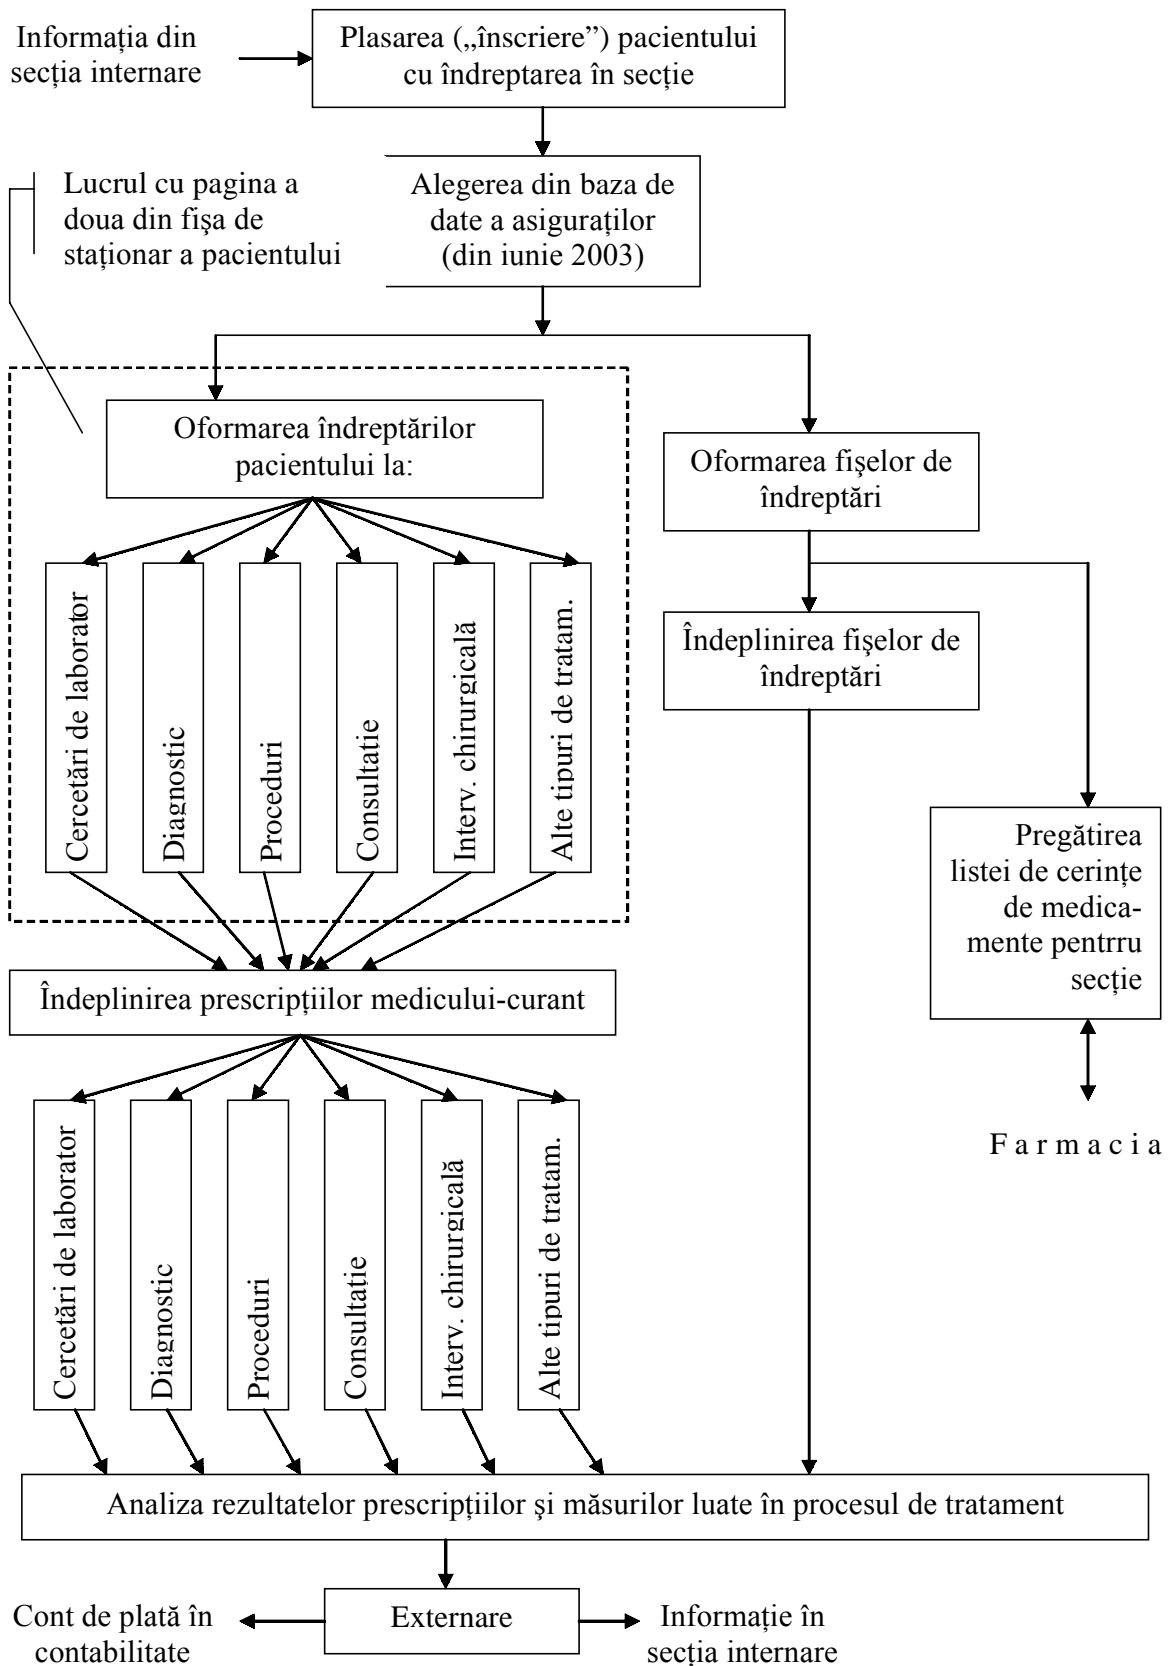 Informația din
secția internare
Plasarea („înscriere”) pacientului
cu îndreptarea în secție
Lucrul cu pagina a
doua din fişa de
staționar a pacientului
Alegerea din baza de
date a asiguraților
(din iunie 2003)
Oformarea îndreptărilor
pacientului la:
Oformarea fişelor de
îndreptări
Cercetări de laborator
Diagnostic
Proceduri
Consultație
Interv. chirurgicală
Alte tipuri de tratam.
Îndeplinirea fişelor de
îndreptări
Pregătirea
listei de cerințe
de medica-
mente pentrru
secție
Îndeplinirea prescripțiilor medicului-curant
Farmacia
Cercetări de laborator
Diagnostic
Proceduri
Consultație
Interv. chirurgicală
Alte tipuri de tratam.
Analiza rezultatelor prescripțiilor şi măsurilor luate în procesul de tratament
Cont de plată în
contabilitate
Externare
Informație în
secția internare